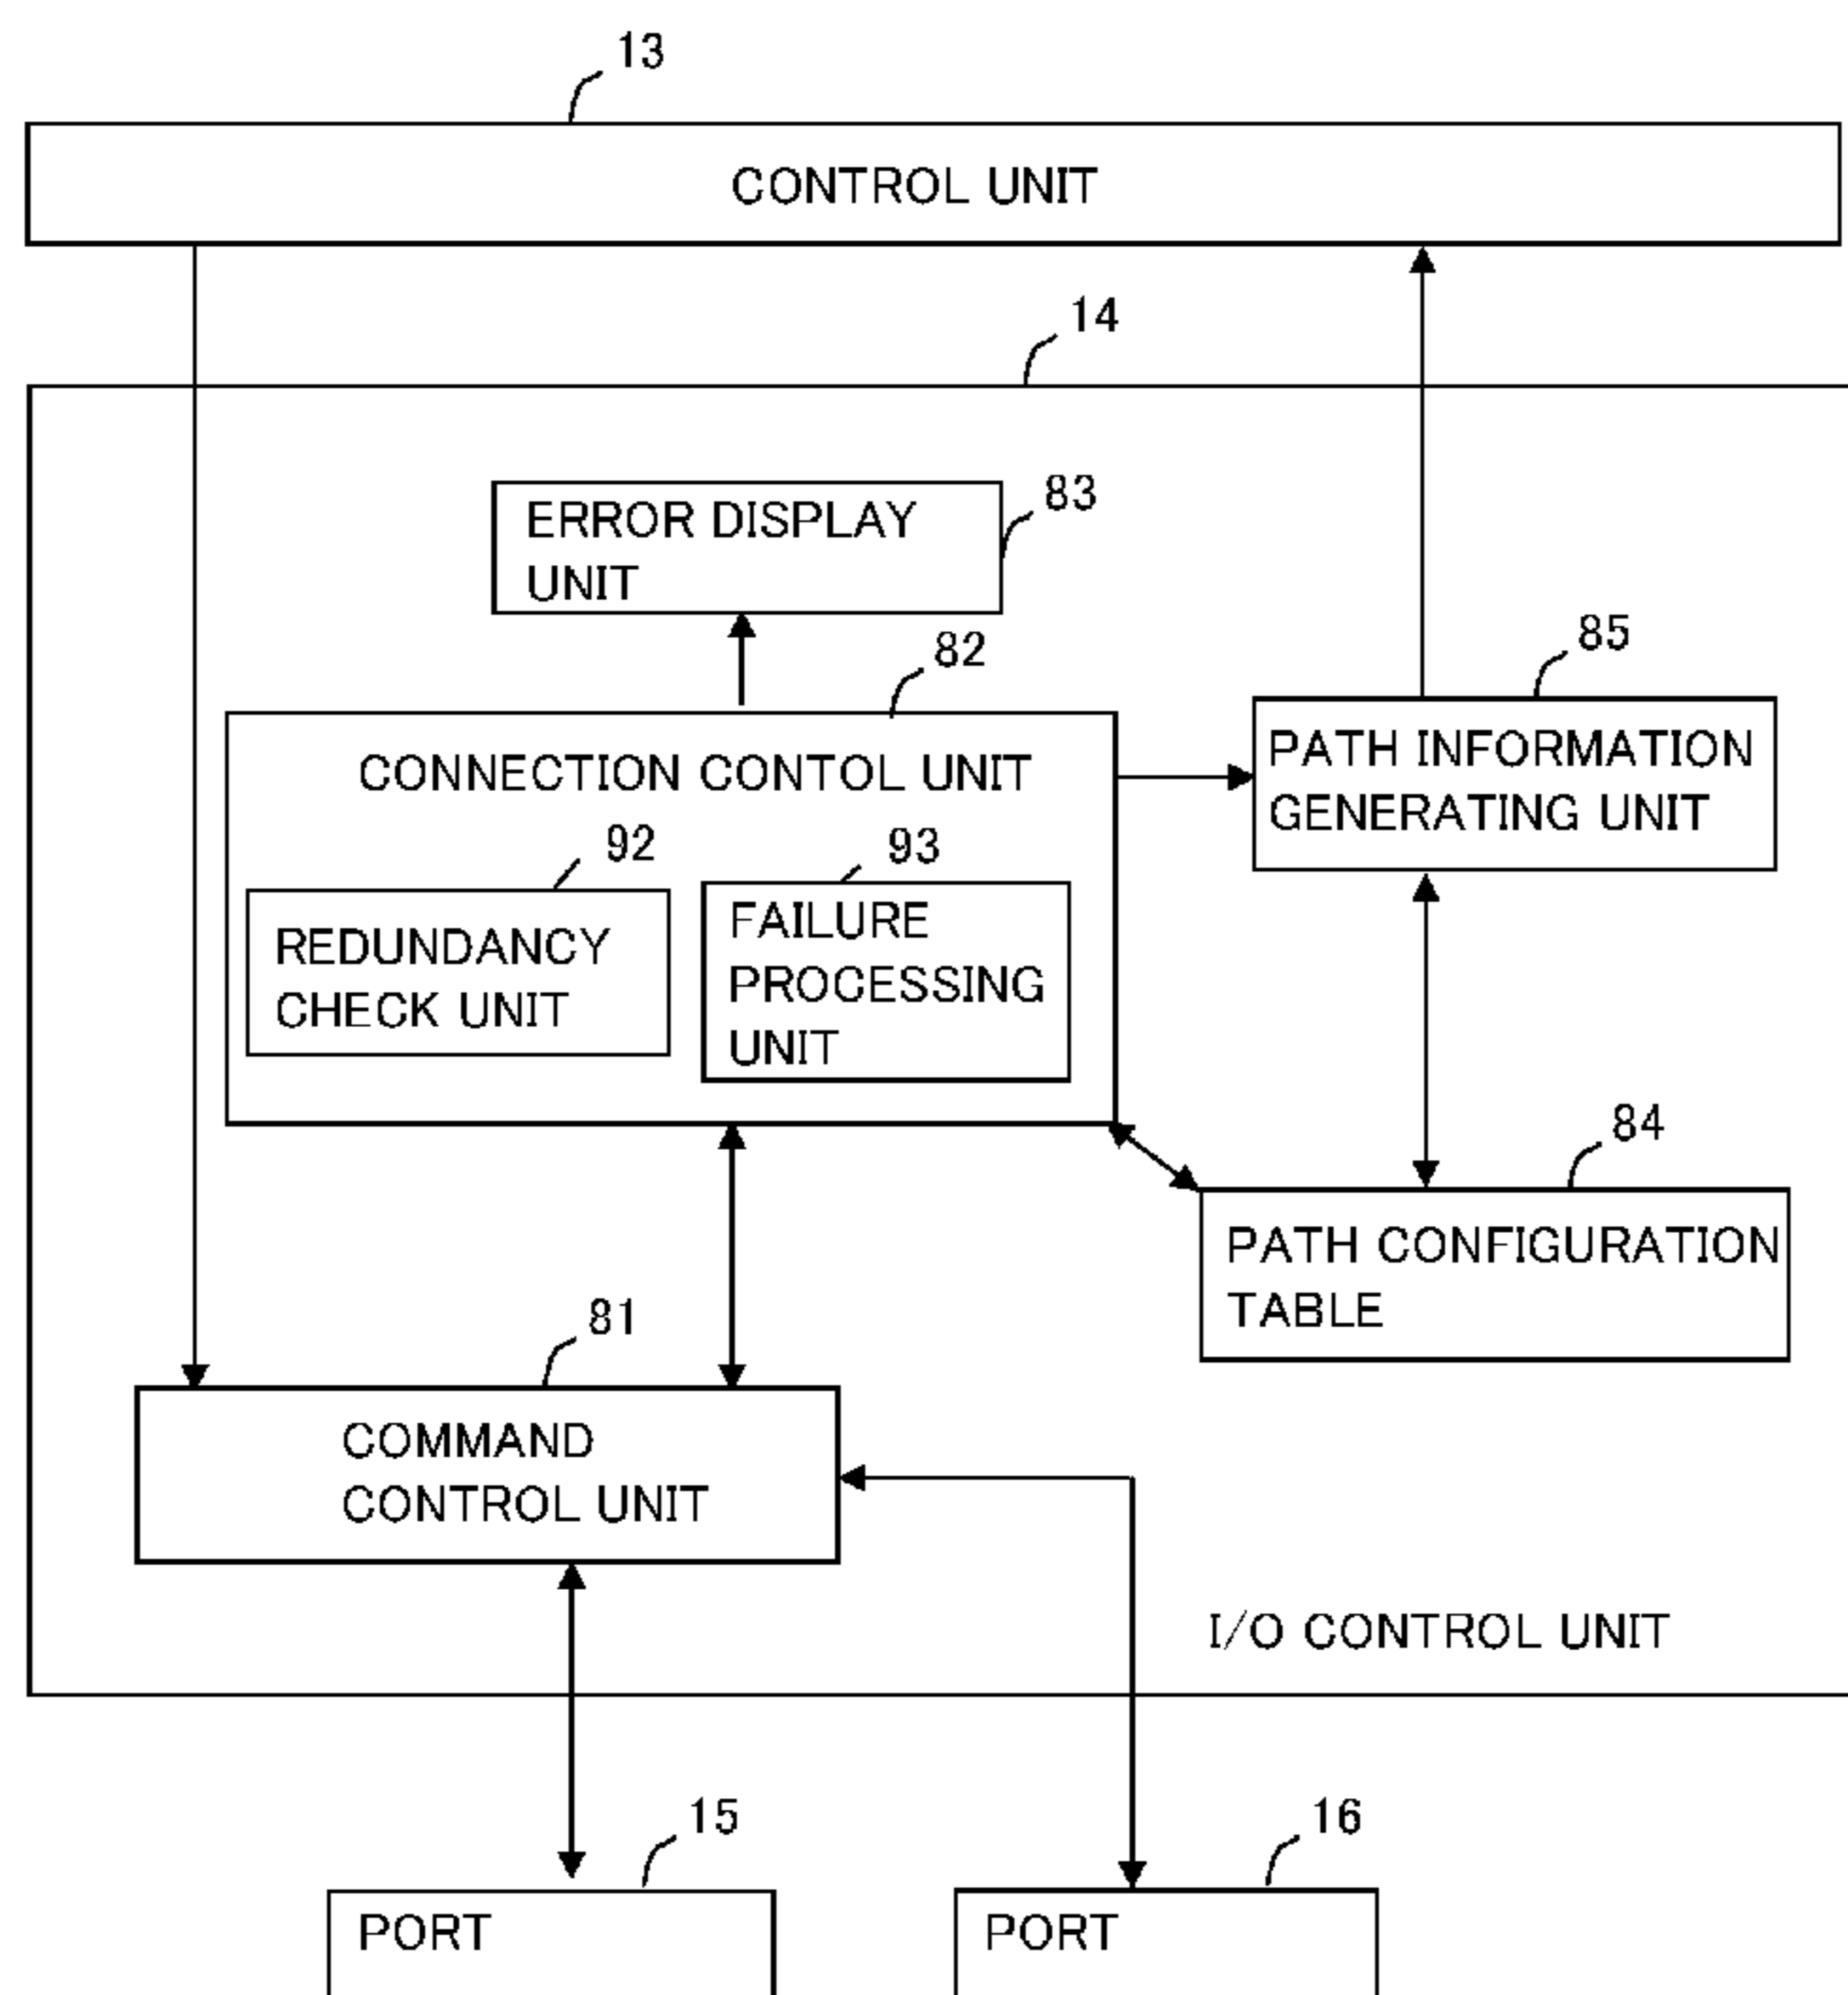 13
CONTROL UNIT
14
ERROR DISPLAY
UNIT
83
82
85
CONNECTION CONTOL UNIT
PATH INFORMATION
GENERATING UNIT
92
93
REDUNDANCY
CHECK UNIT
FAILURE
PROCESSING
UNIT
84
PATH CONFIGURATION
TABLE
81
COMMAND
CONTROL UNIT
I/O CONTROL UNIT
15
16
PORT
PORT